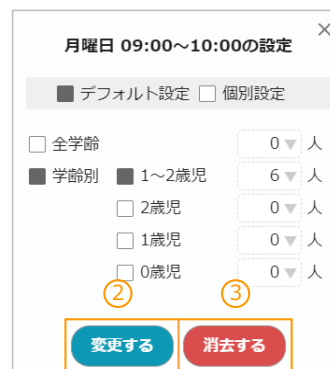 ×
月曜日 09:00～10:00の設定
デフォルト設定 個別設定
全学齢 0 ▼ 人
学齢別 1～2歳児 6 ▼ 人
2歳児 0 ▼ 人
1歳児 0 ▼ 人
0歳児 0 ▼ 人
② ③
変更する 消去する